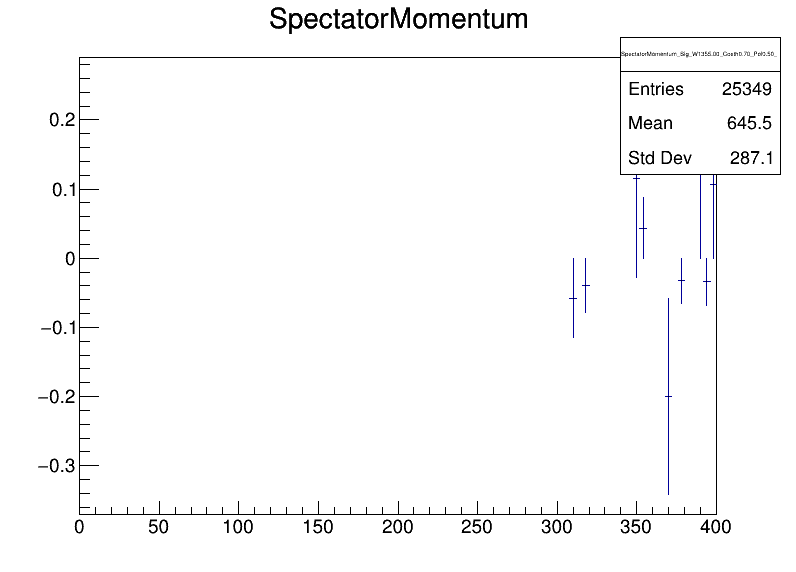 SpectatorMomentum
SpectatorMomentum_Sig_W1355.00_Costh0.70_Pol0.50_
Entries 25349
Mean 645.5
Std Dev 287.1
0.2
0.1
0
−0.1
−0.2
−0.3
0 50 100 150 200 250 300 350 400